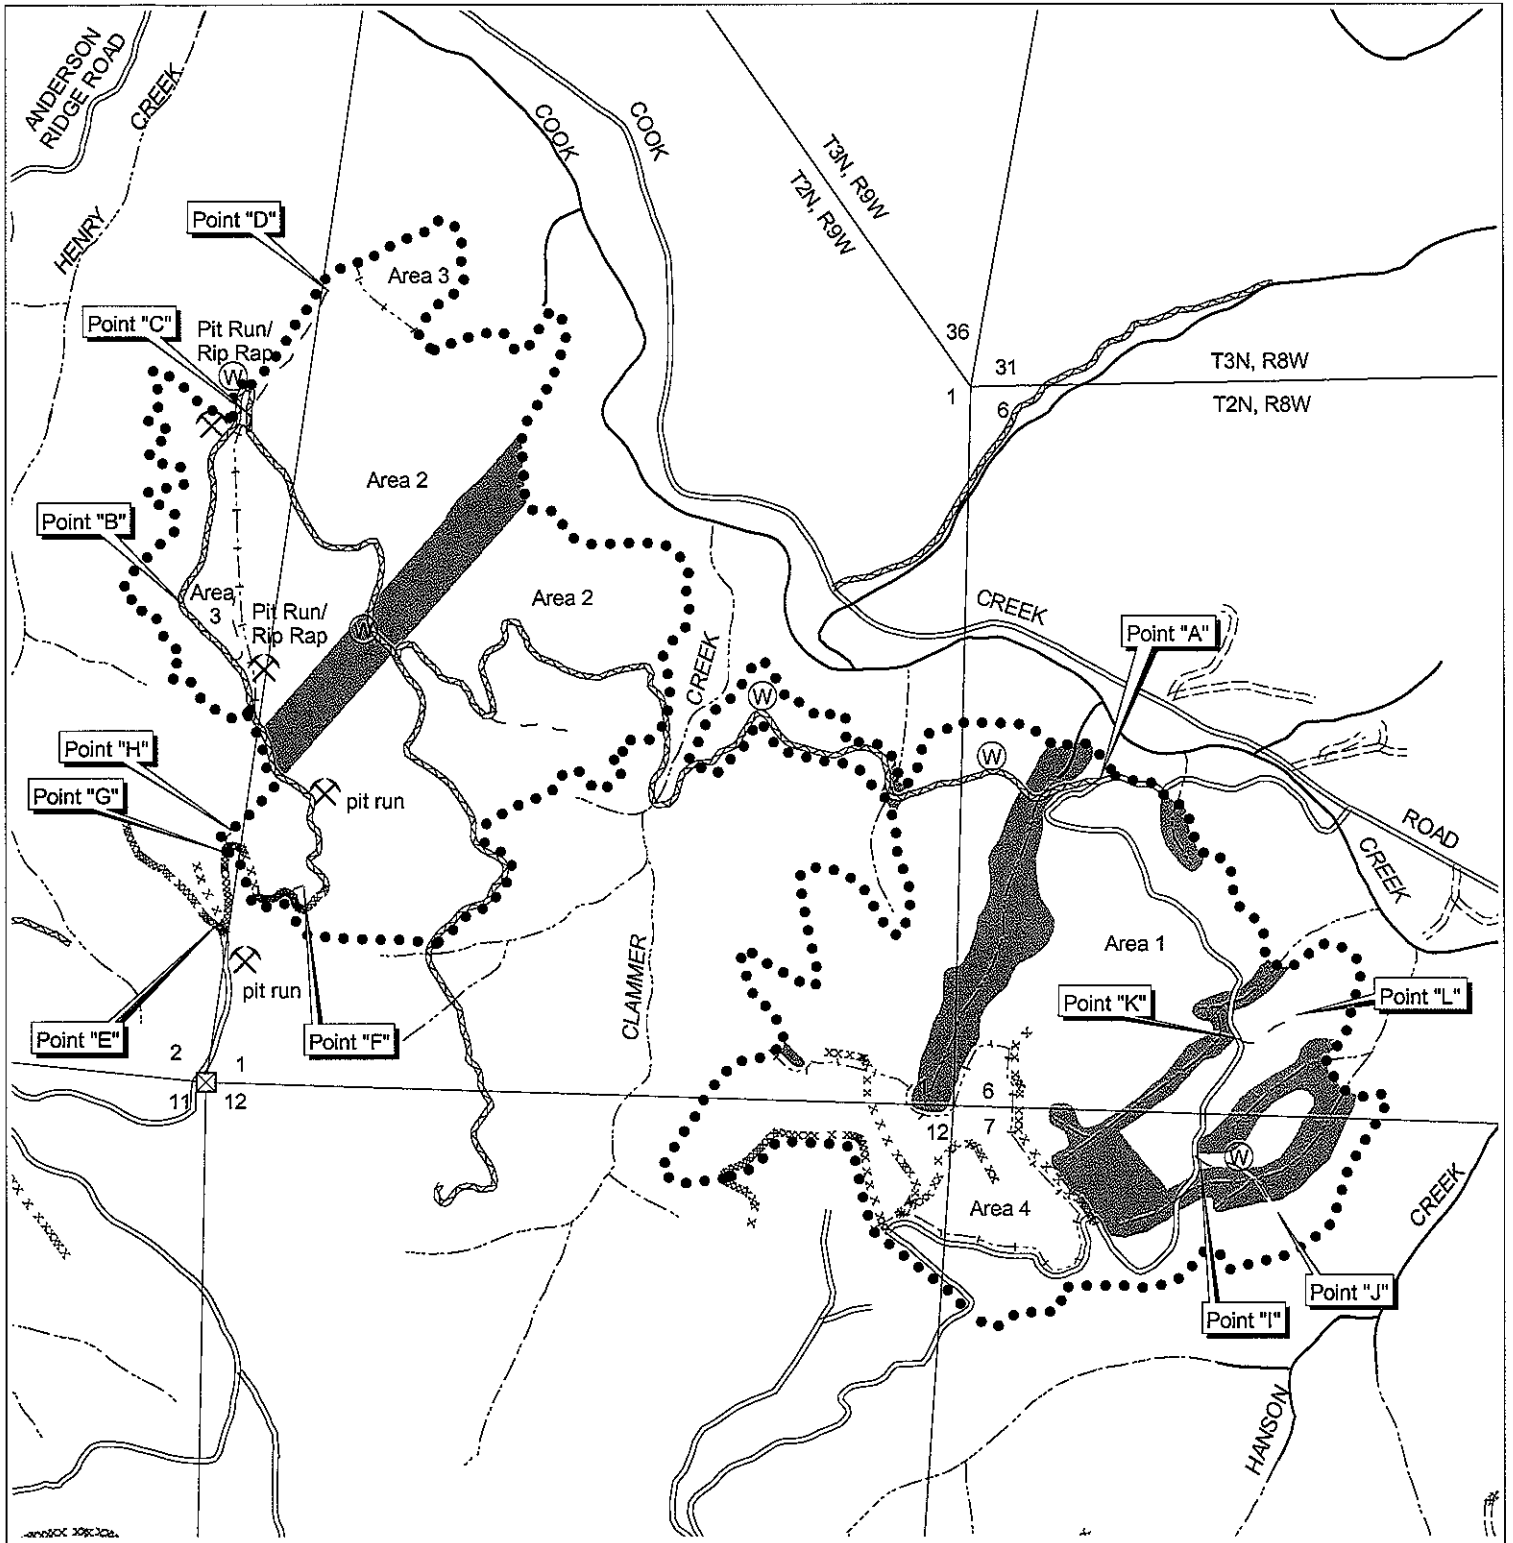 ANDERSON
RIDGE ROAD
CREEK
HENRY
COOK
COOK
T3N, R9W
T2N, R9W
Point "D"
Area 3
Point "C"
Pit Run/
Rip Rap
W
36
31
T3N, R8W
1
6
T2N, R8W
Area 2
Point "B"
Area
3
Pit Run/
Rip Rap
W
Area 2
CREEK
CREEK
Point "A"
W
W
Point "H"
Point "G"
pit run
ROAD
CREEK
Area 1
CLAMMER
pit run
Point "K"
Point "L"
Point "E"
Point "F"
2
1
11
12
6
12
7
W
Area 4
CREEK
Point "J"
Point "I"
HANSON